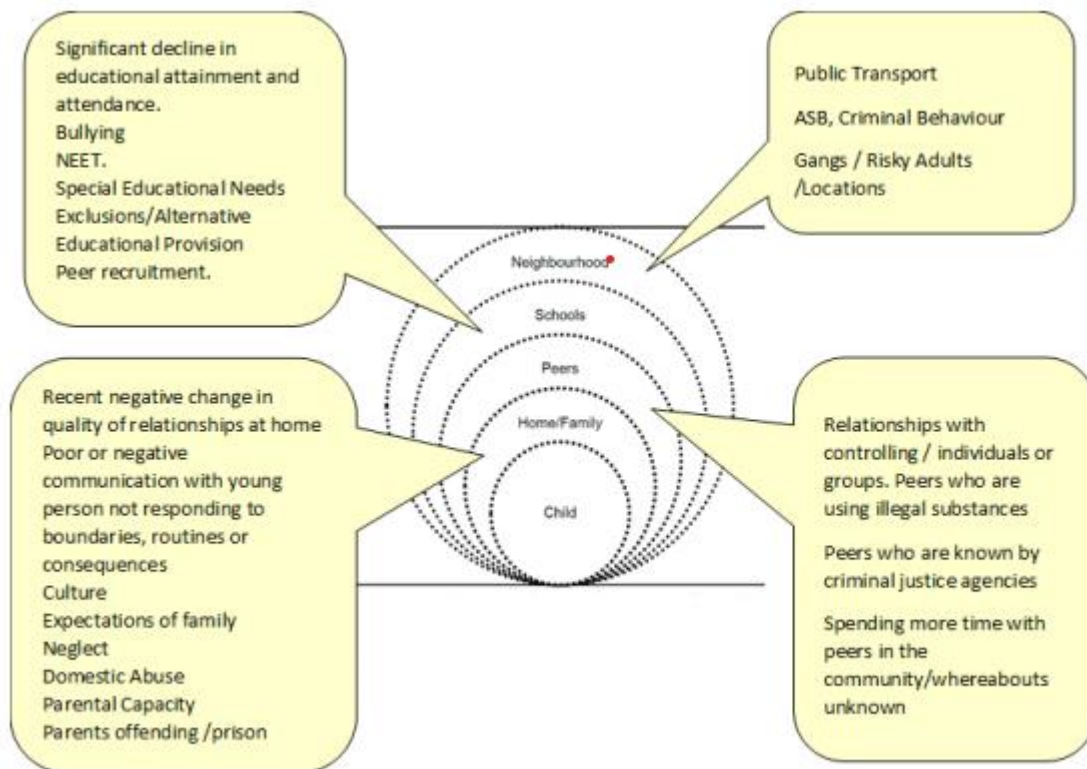 Significant decline in
educational attainment and
attendance.
Bullying
NEET.
Special Educational Needs
Exclusions/Alternative
Educational Provision
Peer recruitment.
Public Transport
ASB, Criminal Behaviour
Gangs / Risky Adults
/Locations
Neighbourhood
Schools
Peers
Home/Family
Child
Recent negative change in
quality of relationships at home
Poor or negative
communication with young
person not responding to
boundaries, routines or
consequences
Culture
Expectations of family
Neglect
Domestic Abuse
Parental Capacity
Parents offending /prison
Relationships with
controlling / individuals or
groups. Peers who are
using illegal substances
Peers who are known by
criminal justice agencies
Spending more time with
peers in the
community/whereabouts
unknown